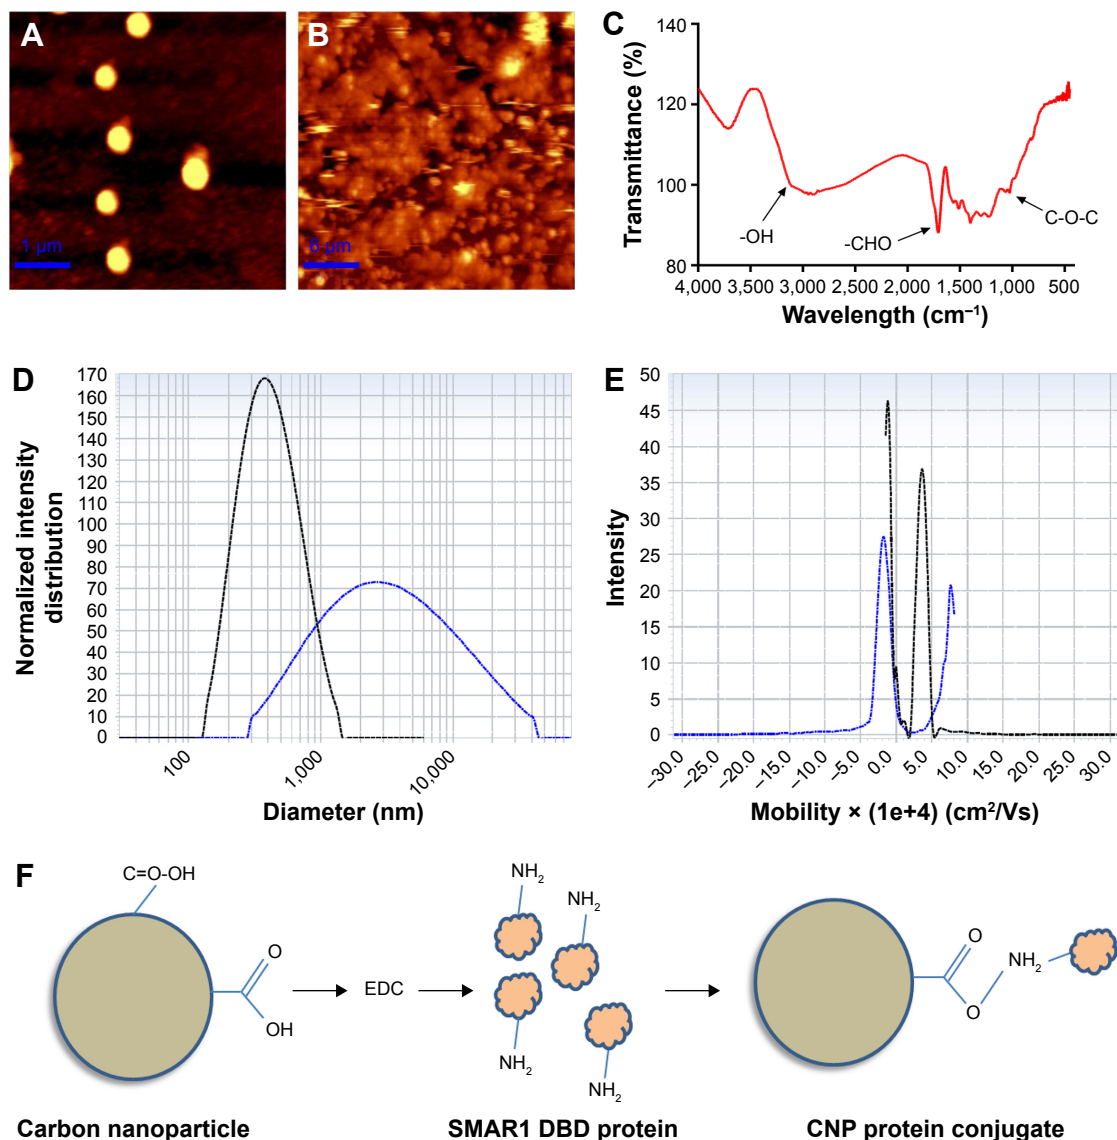 A
1 µm
B
6 µm
C
140
120
100
80
Transmittance (%)
-OH
-CHO
C-O-C
4,000 3,500 3,000 2,500 2,000 1,500 1,000 500
Wavelength (cm⁻¹)
D
170
160
150
140
130
120
110
100
90
80
70
60
50
40
30
20
10
0
Normalized intensity
distribution
100 1,000 10,000
Diameter (nm)
E
50
45
40
35
30
25
20
15
10
5
0
Intensity
–30.0 –25.0 –20.0 –15.0 –10.0 –5.0 0.0 5.0 10.0 15.0 20.0 25.0 30.0
Mobility × (1e+4) (cm²/Vs)
F
C=O-OH
O
OH
EDC
NH₂
NH₂
NH₂
NH₂
O
O
NH₂
Carbon nanoparticle
SMAR1 DBD protein
CNP protein conjugate